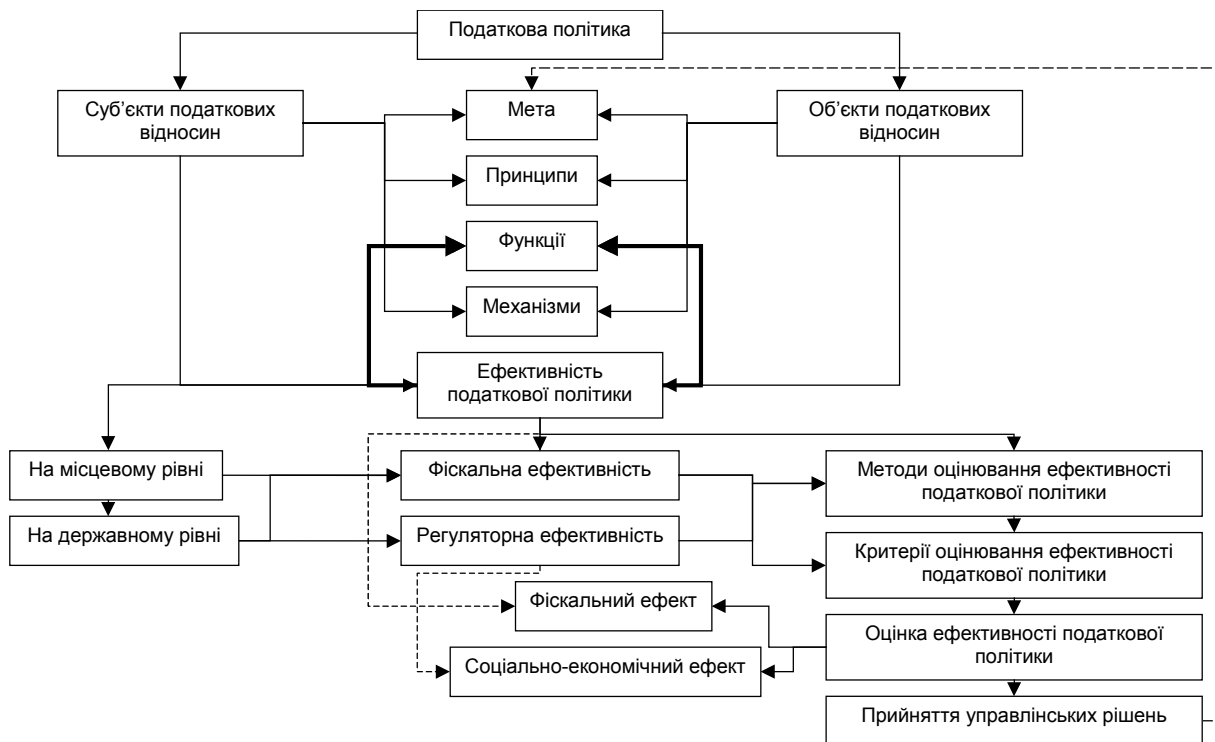 Податкова політика
Суб’єкти податкових
відносин
Мета
Об’єкти податкових
відносин
Принципи
Функції
Механізми
Ефективність
податкової політики
На місцевому рівні
Фіскальна ефективність
Методи оцінювання ефективності
податкової політики
На державному рівні
Регуляторна ефективність
Критерії оцінювання ефективності
податкової політики
Фіскальний ефект
Оцінка ефективності податкової
політики
Соціально-економічний ефект
Прийняття управлінських рішень